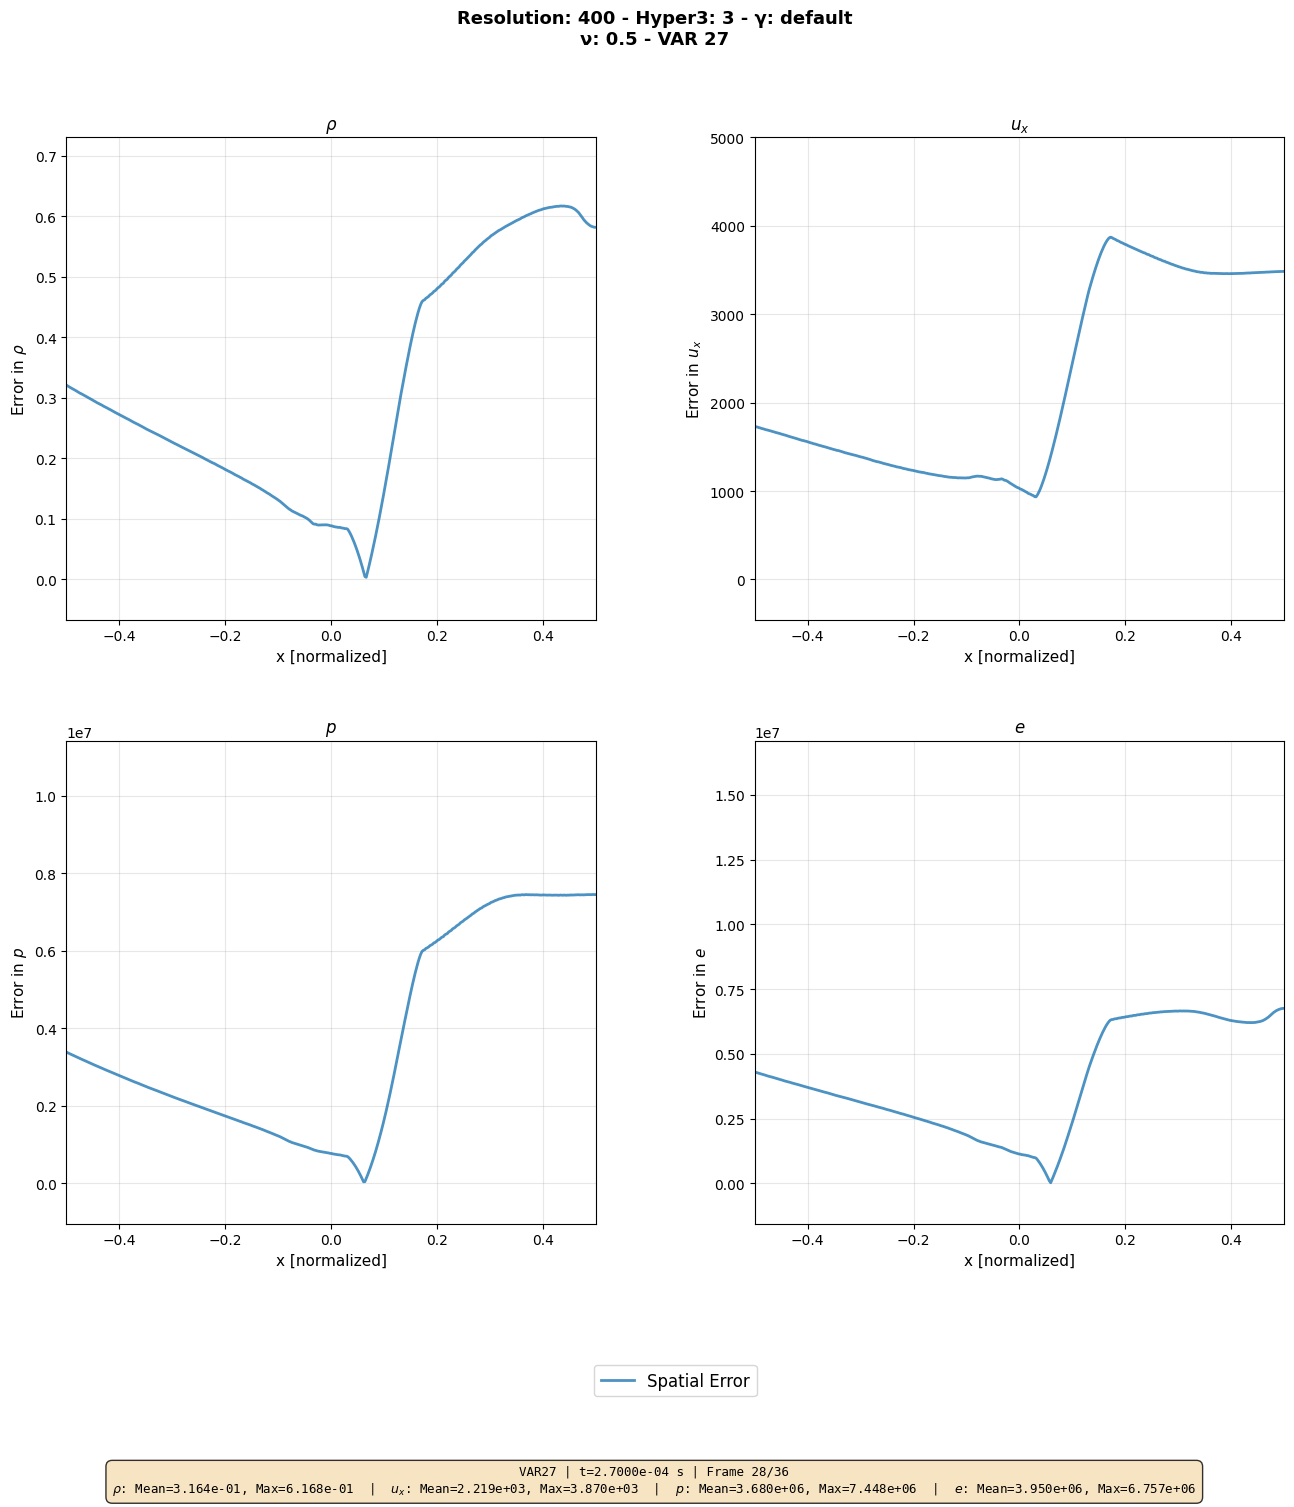 Resolution: 400 - Hyper3: 3 - γ: default
ν: 0.5 - VAR 27
ρ
Error in ρ
0.7
0.6
0.5
0.4
0.3
0.2
0.1
0.0
−0.4 −0.2 0.0 0.2 0.4
x [normalized]
u_x
Error in u_x
5000
4000
3000
2000
1000
0
−0.4 −0.2 0.0 0.2 0.4
x [normalized]
p
1e7
Error in p
1.0
0.8
0.6
0.4
0.2
0.0
−0.4 −0.2 0.0 0.2 0.4
x [normalized]
e
1e7
Error in e
1.50
1.25
1.00
0.75
0.50
0.25
0.00
−0.4 −0.2 0.0 0.2 0.4
x [normalized]
Spatial Error
VAR27 | t=2.7000e-04 s | Frame 28/36
ρ: Mean=3.164e-01, Max=6.168e-01 | u_x: Mean=2.219e+03, Max=3.870e+03 | p: Mean=3.680e+06, Max=7.448e+06 | e: Mean=3.950e+06, Max=6.757e+06